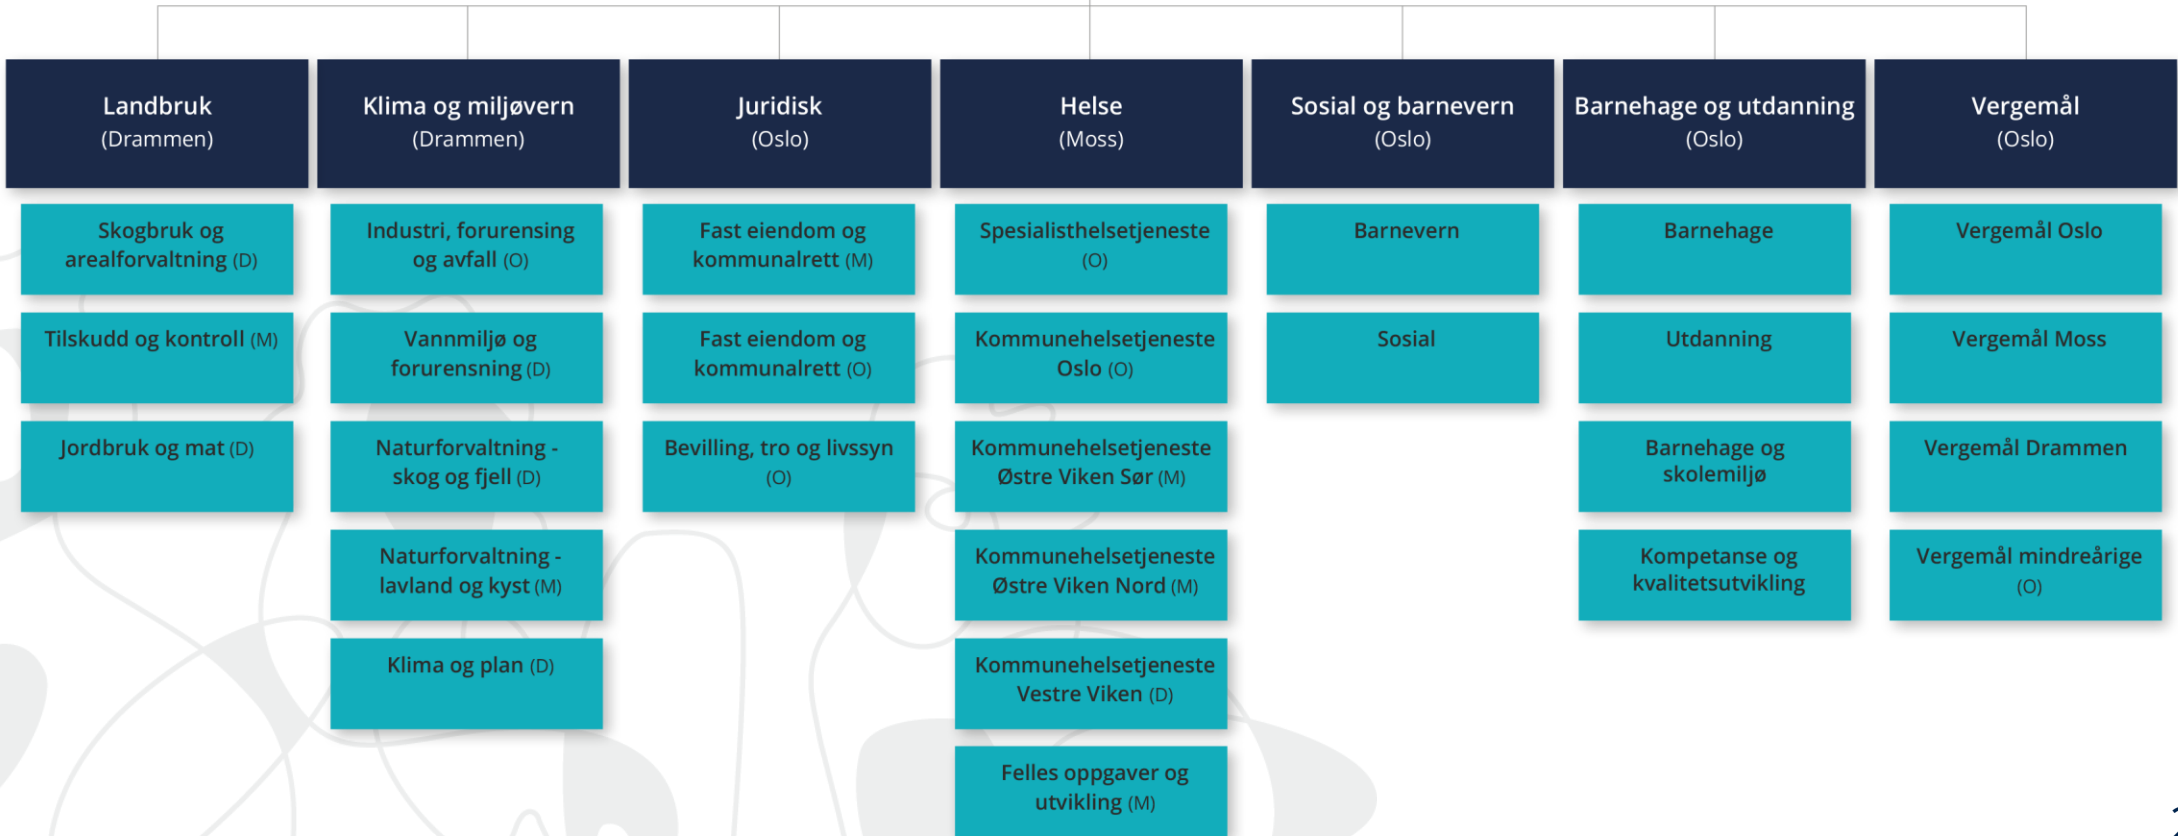 Landbruk
(Drammen)
Skogbruk og
arealforvaltning (D)
Tilskudd og kontroll (M)
Jordbruk og mat (D)
Klima og miljøvern
(Drammen)
Industri, forurensing
og avfall (O)
Vannmiljø og
forurensning (D)
Naturforvaltning -
skog og fjell (D)
Naturforvaltning -
lavland og kyst (M)
Klima og plan (D)
Juridisk
(Oslo)
Fast eiendom og
kommunalrett (M)
Fast eiendom og
kommunalrett (O)
Bevilling, tro og livssyn
(O)
Helse
(Moss)
Spesialisthelsetjeneste
(O)
Kommunehelsetjeneste
Oslo (O)
Kommunehelsetjeneste
Østre Viken Sør (M)
Kommunehelsetjeneste
Østre Viken Nord (M)
Kommunehelsetjeneste
Vestre Viken (D)
Felles oppgaver og
utvikling (M)
Sosial og barnevern
(Oslo)
Barnevern
Sosial
Barnehage og utdanning
(Oslo)
Barnehage
Utdanning
Barnehage og
skolemiljø
Kompetanse og
kvalitetsutvikling
Vergemål
(Oslo)
Vergemål Oslo
Vergemål Moss
Vergemål Drammen
Vergemål mindreårige
(O)